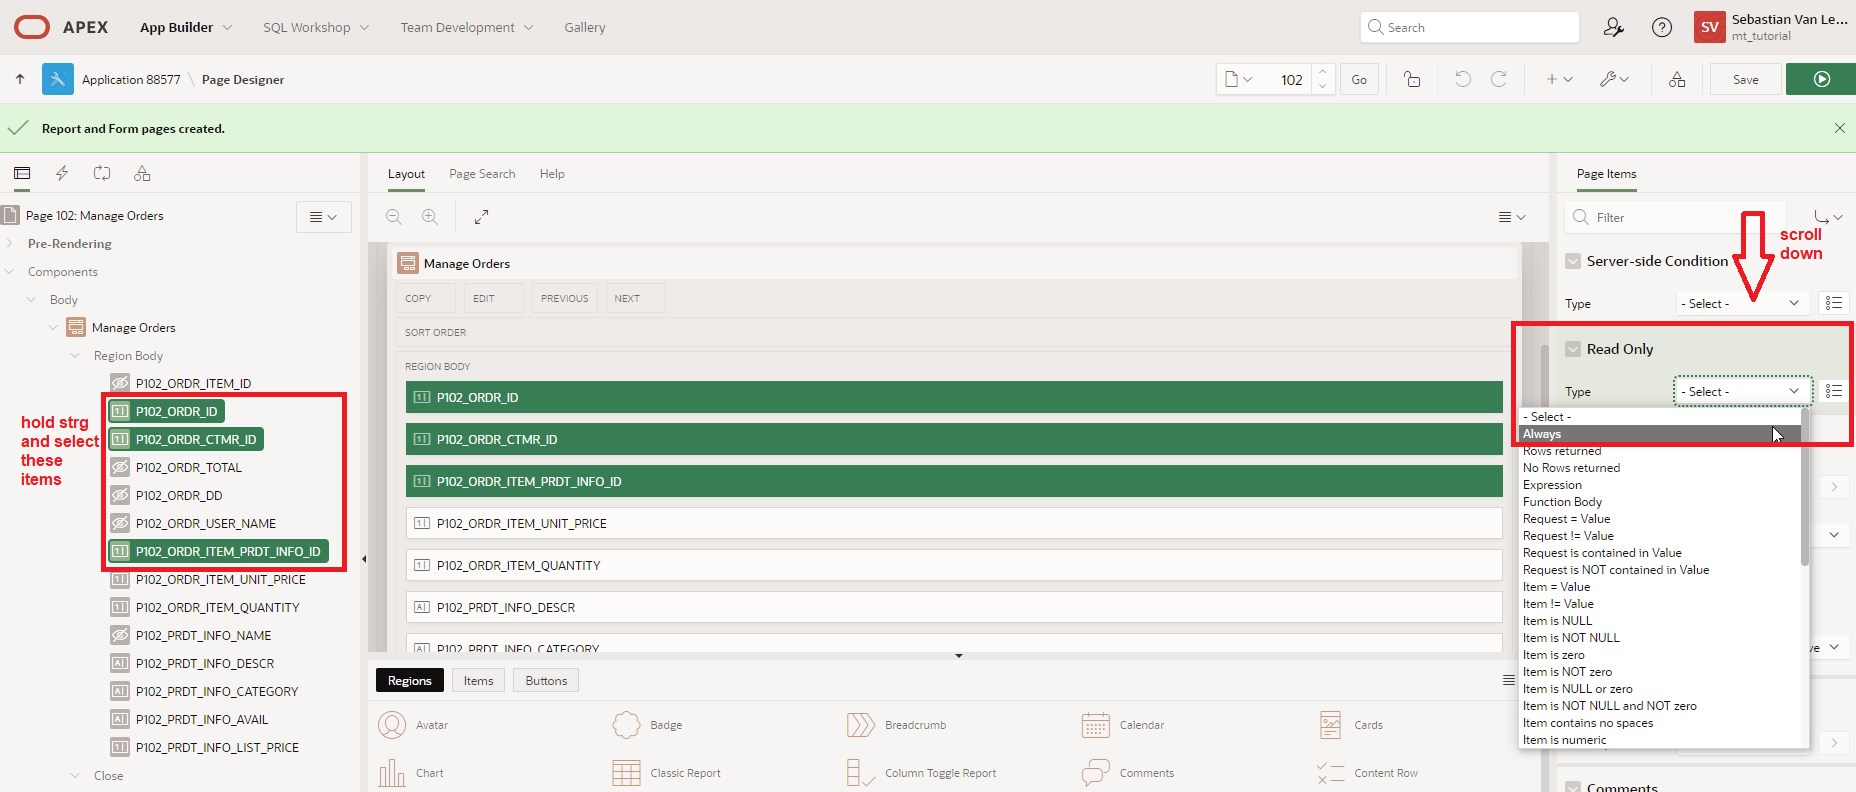 APEX
App Builder
SQL Workshop
Team Development
Gallery
Search
SV
Sebastian Van Le...
mt_tutorial
Application 88577 \ Page Designer
102
Go
Save
Report and Form pages created.
Page 102: Manage Orders
Pre-Rendering
Components
Body
Manage Orders
Region Body
P102_ORDR_ITEM_ID
P102_ORDR_ID
P102_ORDR_CTMR_ID
P102_ORDR_TOTAL
P102_ORDR_DD
P102_ORDR_USER_NAME
P102_ORDR_ITEM_PRDT_INFO_ID
P102_ORDR_ITEM_UNIT_PRICE
P102_ORDR_ITEM_QUANTITY
P102_PRDT_INFO_NAME
P102_PRDT_INFO_DESCR
P102_PRDT_INFO_CATEGORY
P102_PRDT_INFO_AVAIL
P102_PRDT_INFO_LIST_PRICE
Close
hold strg
and select
these
items
Layout
Page Search
Help
Manage Orders
COPY
EDIT
PREVIOUS
NEXT
SORT ORDER
REGION BODY
P102_ORDR_ID
P102_ORDR_CTMR_ID
P102_ORDR_ITEM_PRDT_INFO_ID
P102_ORDR_ITEM_UNIT_PRICE
P102_ORDR_ITEM_QUANTITY
P102_PRDT_INFO_DESCR
P102_PRDT_INFO_CATEGORY
Regions
Items
Buttons
Avatar
Badge
Breadcrumb
Calendar
Cards
Chart
Classic Report
Column Toggle Report
Comments
Content Row
Page Items
Filter
scroll
down
Server-side Condition
Type
- Select -
Read Only
Type
- Select -
- Select -
Always
Rows returned
No Rows returned
Expression
Function Body
Request = Value
Request != Value
Request is contained in Value
Request is NOT contained in Value
Item = Value
Item != Value
Item is NULL
Item is NOT NULL
Item is zero
Item is NOT zero
Item is NULL or zero
Item is NOT NULL and NOT zero
Item contains no spaces
Item is numeric
Comments